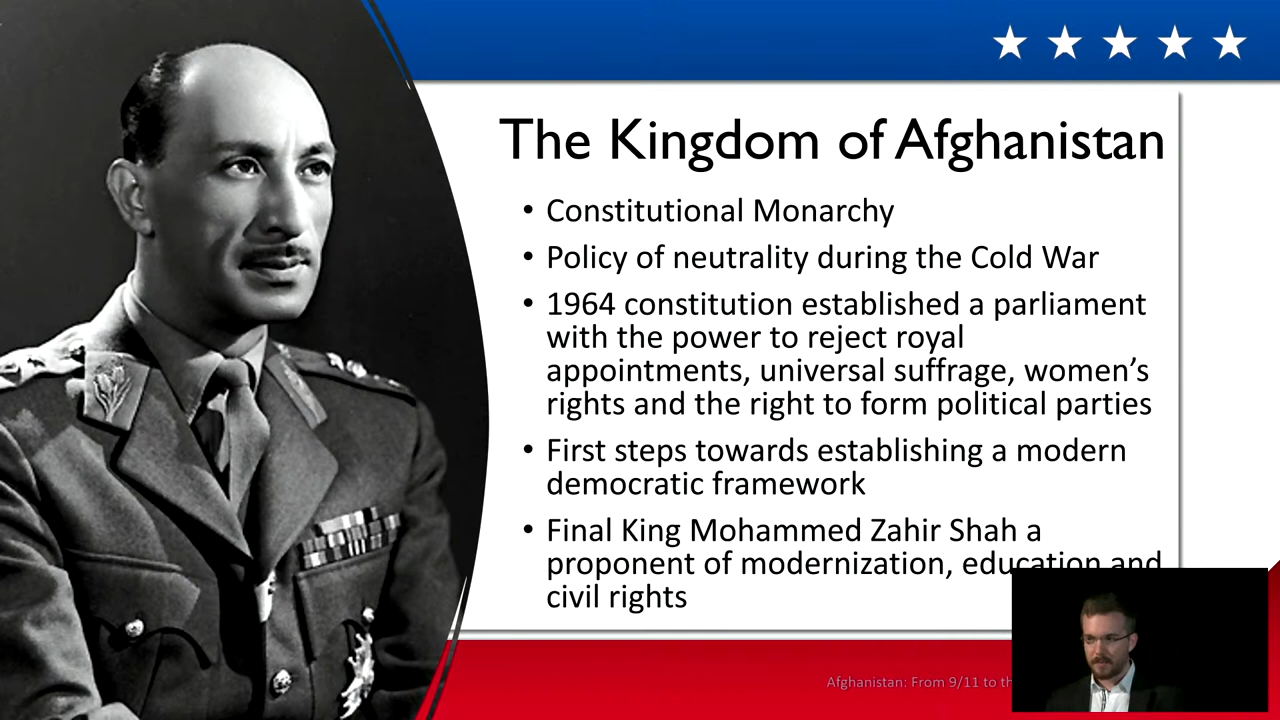 The Kingdom of Afghanistan
• Constitutional Monarchy
• Policy of neutrality during the Cold War
• 1964 constitution established a parliament
with the power to reject royal
appointments, universal suffrage, women’s
rights and the right to form political parties
• First steps towards establishing a modern
democratic framework
• Final King Mohammed Zahir Shah a
proponent of modernization, education and
civil rights
Afghanistan: From 9/11 to